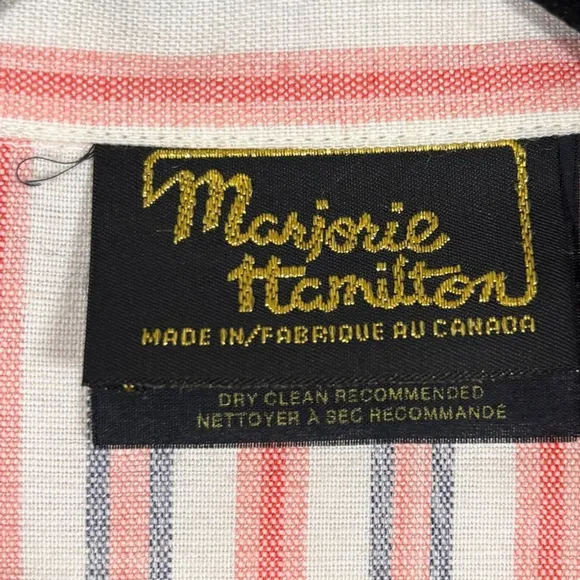 Marjorie
Hamilton
MADE IN/FABRIQUE AU CANADA
DRY CLEAN RECOMMENDED
NETTOYER À SEC RECOMMANDÉ